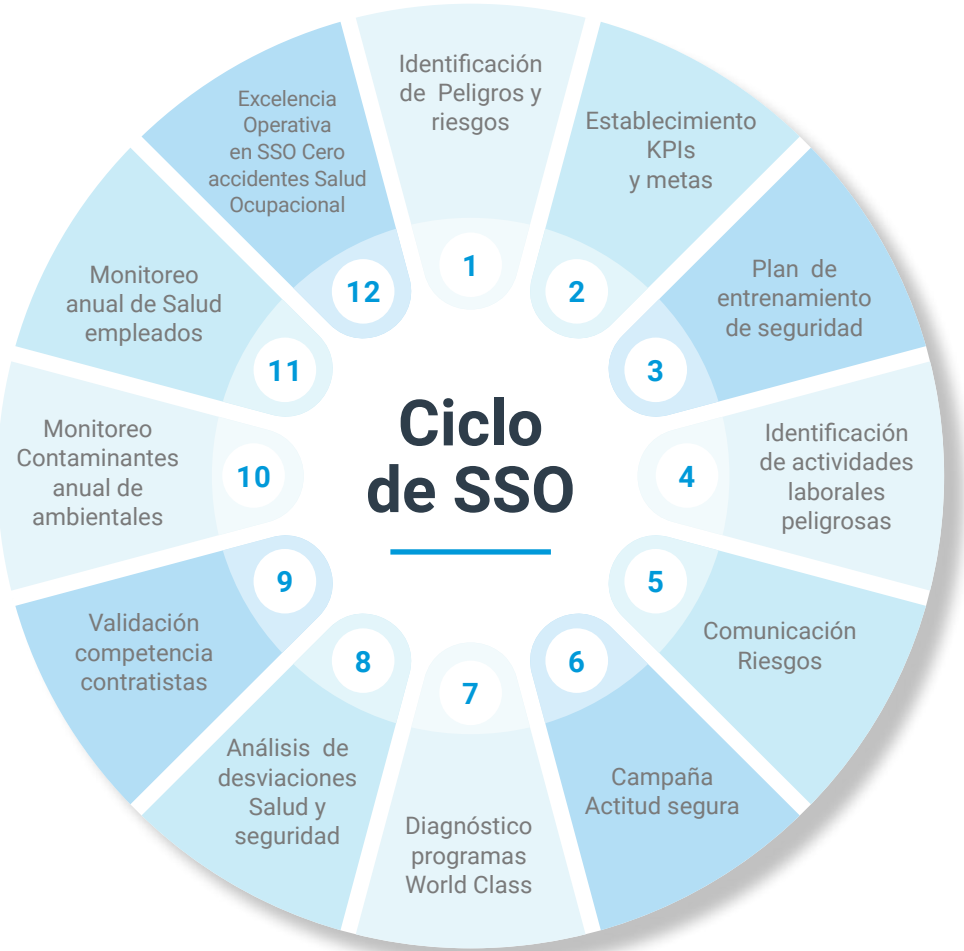 Ciclo
de SSO
1
Identificación
de Peligros y
riesgos
2
Establecimiento
KPIs
y metas
3
Plan de
entrenamiento
de seguridad
4
Identificación
de actividades
laborales
peligrosas
5
Comunicación
Riesgos
6
Campaña
Actitud segura
7
Diagnóstico
programas
World Class
8
Análisis de
desviaciones
Salud y
seguridad
9
Validación
competencia
contratistas
10
Monitoreo
Contaminantes
anual de
ambientales
11
Monitoreo
anual de Salud
empleados
12
Excelencia
Operativa
en SSO Cero
accidentes Salud
Ocupacional